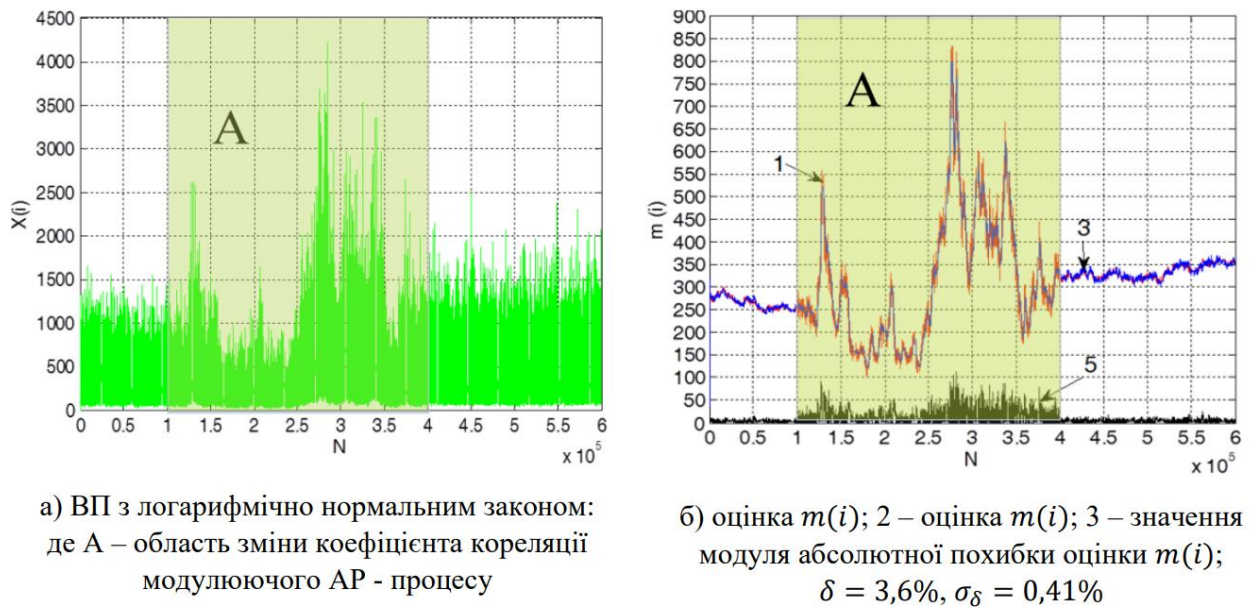 4500
4000
3500
3000
2500
2000
1500
1000
500
0
X(i)
A
0 0.5 1 1.5 2 2.5 3 3.5 4 4.5 5 5.5 6
N
x 10⁵
900
850
800
750
700
650
600
550
500
450
400
350
300
250
200
150
100
50
0
m (i)
A
1
3
5
0 0.5 1 1.5 2 2.5 3 3.5 4 4.5 5 5.5 6
N
x 10⁵
а) ВП з логарифмічно нормальним законом:
де А – область зміни коефіцієнта кореляції
модулюючого АР - процесу
б) оцінка m(i); 2 – оцінка m(i); 3 – значення
модуля абсолютної похибки оцінки m(i);
δ = 3,6%, σ_δ = 0,41%